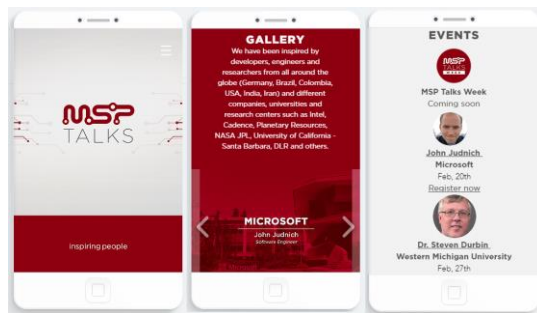 MSP
TALKS
inspiring people
GALLERY
We have been inspired by
developers, engineers and
researchers from all around the
globe (Germany, Brazil, Colombia,
USA, India, Iran) and different
companies, universities and
research centers such as Intel,
Cadence, Planetary Resources,
NASA JPL, University of California -
Santa Barbara, DLR and others.
MICROSOFT
John Judnich
Software Engineer
EVENTS
MSP
TALKS
WEEK
MSP Talks Week
Coming soon
John Judnich
Microsoft
Feb, 20th
Register now
Dr. Steven Durbin
Western Michigan University
Feb, 27th